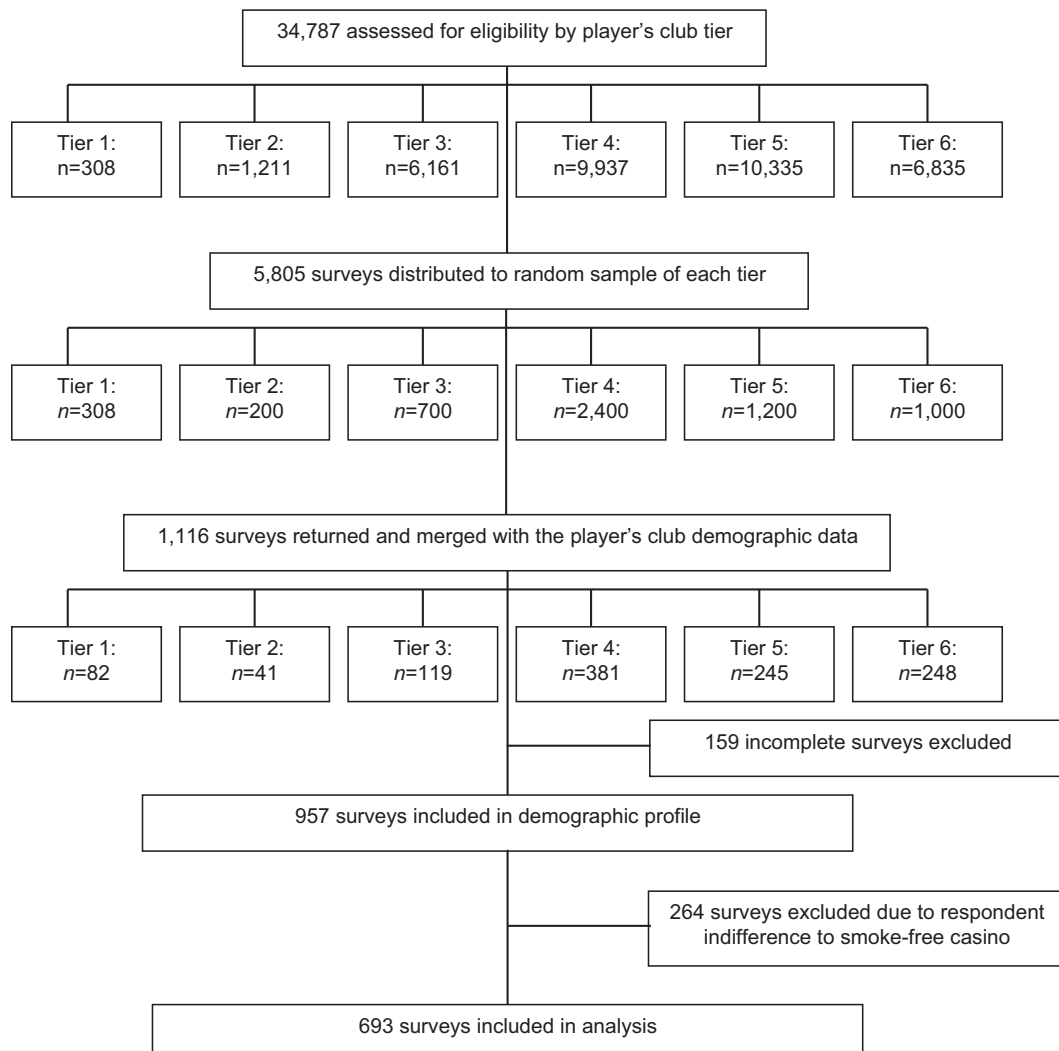 34,787 assessed for eligibility by player’s club tier
Tier 1:
n=308
Tier 2:
n=1,211
Tier 3:
n=6,161
Tier 4:
n=9,937
Tier 5:
n=10,335
Tier 6:
n=6,835
5,805 surveys distributed to random sample of each tier
Tier 1:
n=308
Tier 2:
n=200
Tier 3:
n=700
Tier 4:
n=2,400
Tier 5:
n=1,200
Tier 6:
n=1,000
1,116 surveys returned and merged with the player’s club demographic data
Tier 1:
n=82
Tier 2:
n=41
Tier 3:
n=119
Tier 4:
n=381
Tier 5:
n=245
Tier 6:
n=248
159 incomplete surveys excluded
957 surveys included in demographic profile
264 surveys excluded due to respondent
indifference to smoke-free casino
693 surveys included in analysis